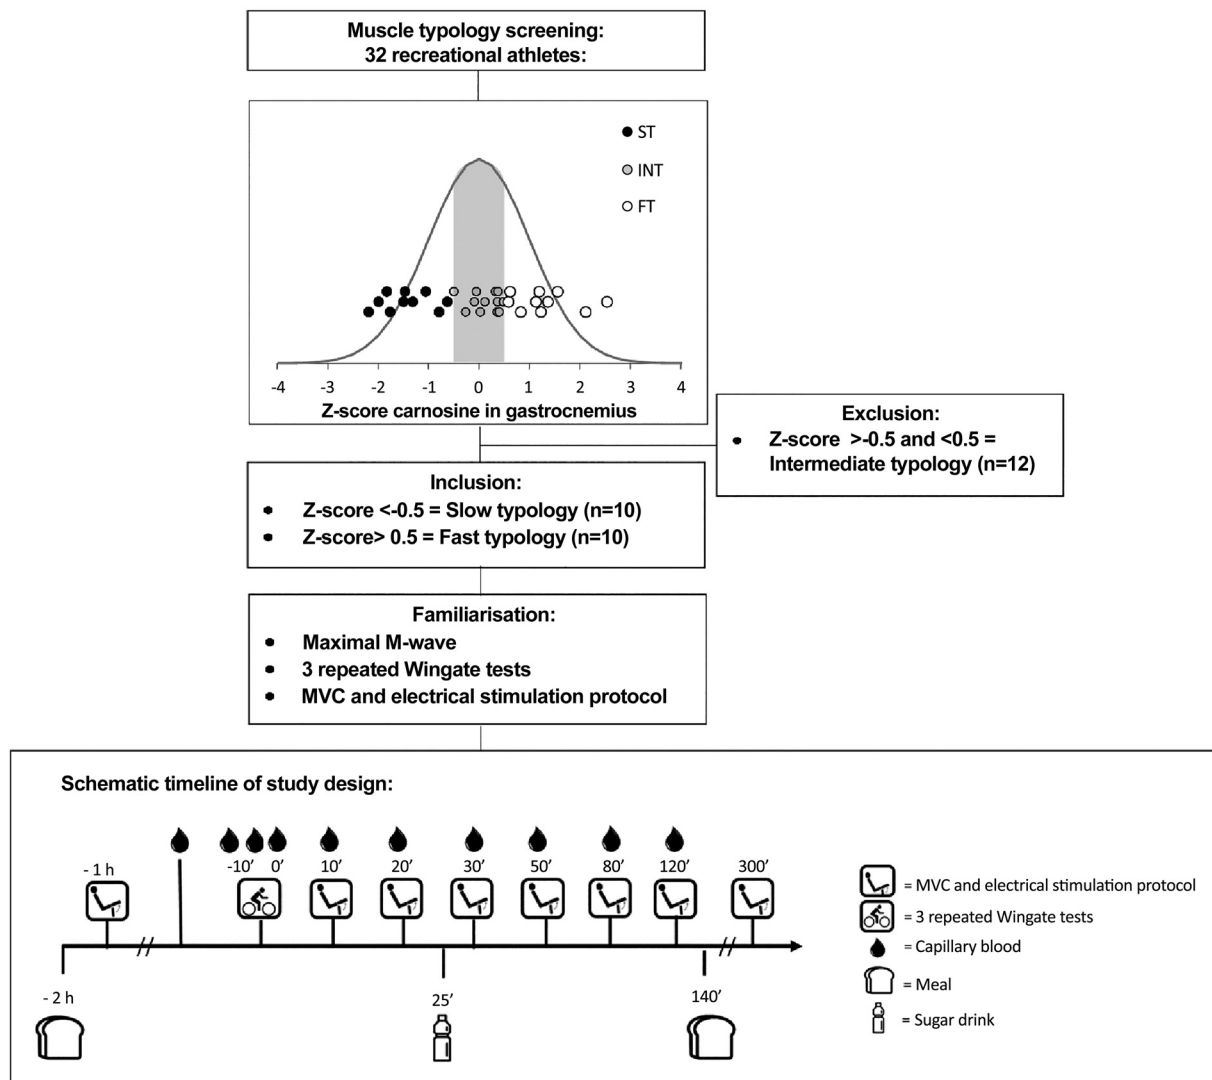 Muscle typology screening:
32 recreational athletes:
ST
INT
FT
-4 -3 -2 -1 0 1 2 3 4
Z-score carnosine in gastrocnemius
Exclusion:
Z-score >-0.5 and <0.5 =
Intermediate typology (n=12)
Inclusion:
Z-score <-0.5 = Slow typology (n=10)
Z-score> 0.5 = Fast typology (n=10)
Familiarisation:
Maximal M-wave
3 repeated Wingate tests
MVC and electrical stimulation protocol
Schematic timeline of study design:
- 1 h -10′ 0′ 10′ 20′ 30′ 50′ 80′ 120′ 300′
- 2 h 25′ 140′
= MVC and electrical stimulation protocol
= 3 repeated Wingate tests
= Capillary blood
= Meal
= Sugar drink